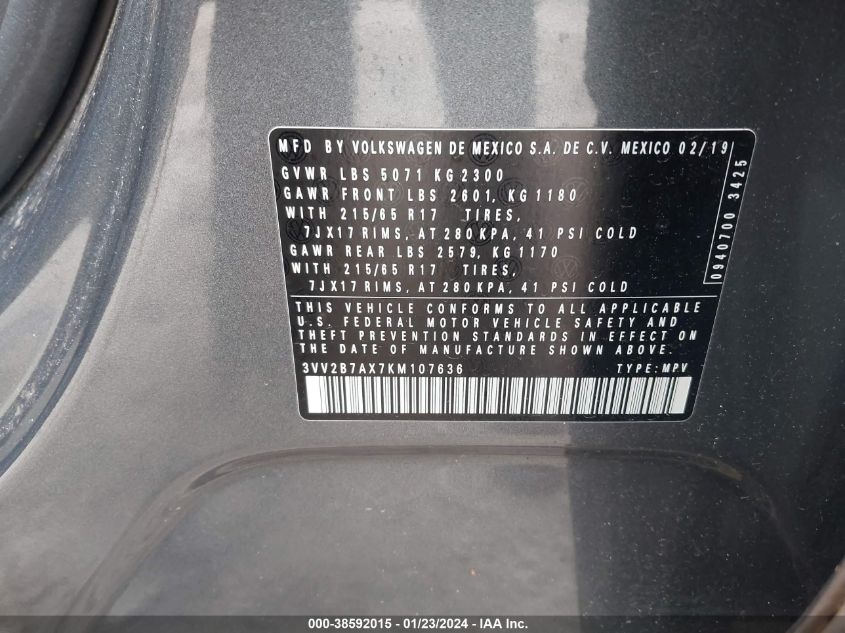 MFD BY VOLKSWAGEN DE MEXICO S.A. DE C.V. MEXICO 02/19
GVWR LBS 5071 KG 2300
GAWR FRONT LBS 2601, KG 1180
WITH 215/65 R17 TIRES,
7JX17 RIMS, AT 280 KPA, 41 PSI COLD
GAWR REAR LBS 2579, KG 1170
WITH 215/65 R17 TIRES,
7JX17 RIMS, AT 280 KPA, 41 PSI COLD
0940700 3425
THIS VEHICLE CONFORMS TO ALL APPLICABLE
U.S. FEDERAL MOTOR VEHICLE SAFETY AND
THEFT PREVENTION STANDARDS IN EFFECT ON
THE DATE OF MANUFACTURE SHOWN ABOVE.
3VV2B7AX7KM107636 TYPE: MPV
000-38592015 - 01/23/2024 - IAA Inc.